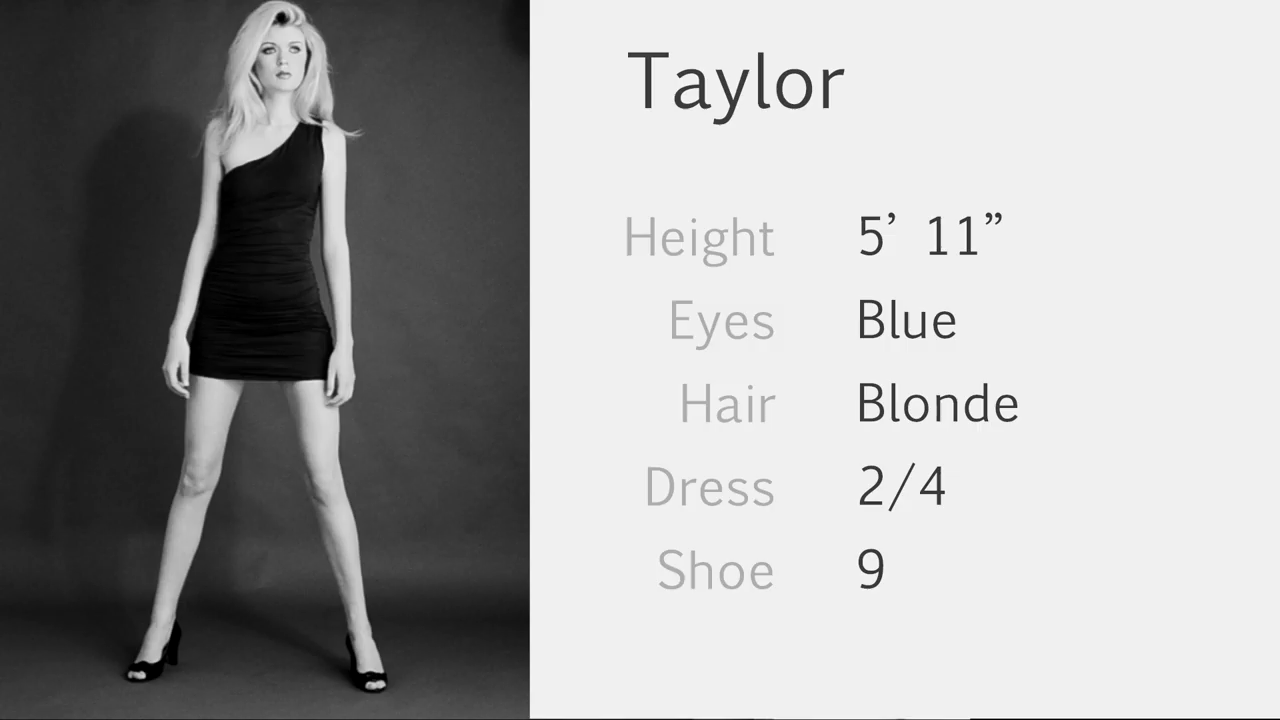 Taylor
Height 5’ 11”
Eyes Blue
Hair Blonde
Dress 2/4
Shoe 9